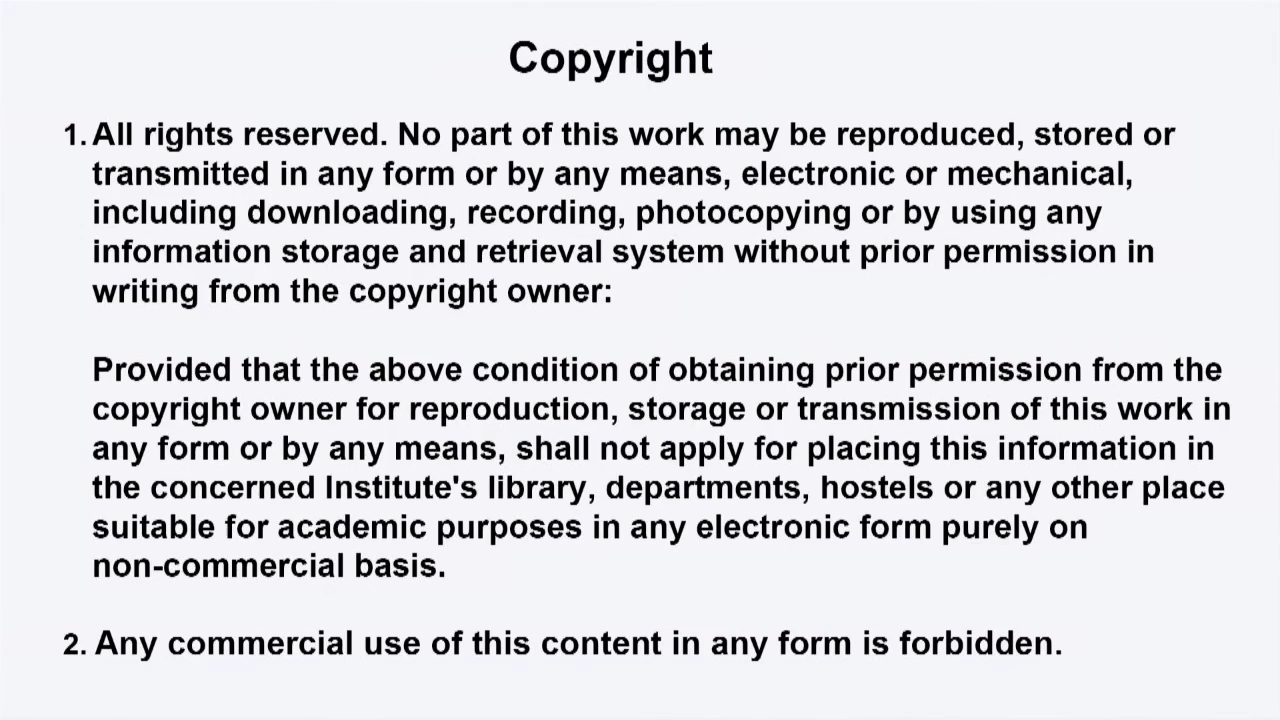 Copyright
1. All rights reserved. No part of this work may be reproduced, stored or
transmitted in any form or by any means, electronic or mechanical,
including downloading, recording, photocopying or by using any
information storage and retrieval system without prior permission in
writing from the copyright owner:
Provided that the above condition of obtaining prior permission from the
copyright owner for reproduction, storage or transmission of this work in
any form or by any means, shall not apply for placing this information in
the concerned Institute's library, departments, hostels or any other place
suitable for academic purposes in any electronic form purely on
non-commercial basis.
2. Any commercial use of this content in any form is forbidden.